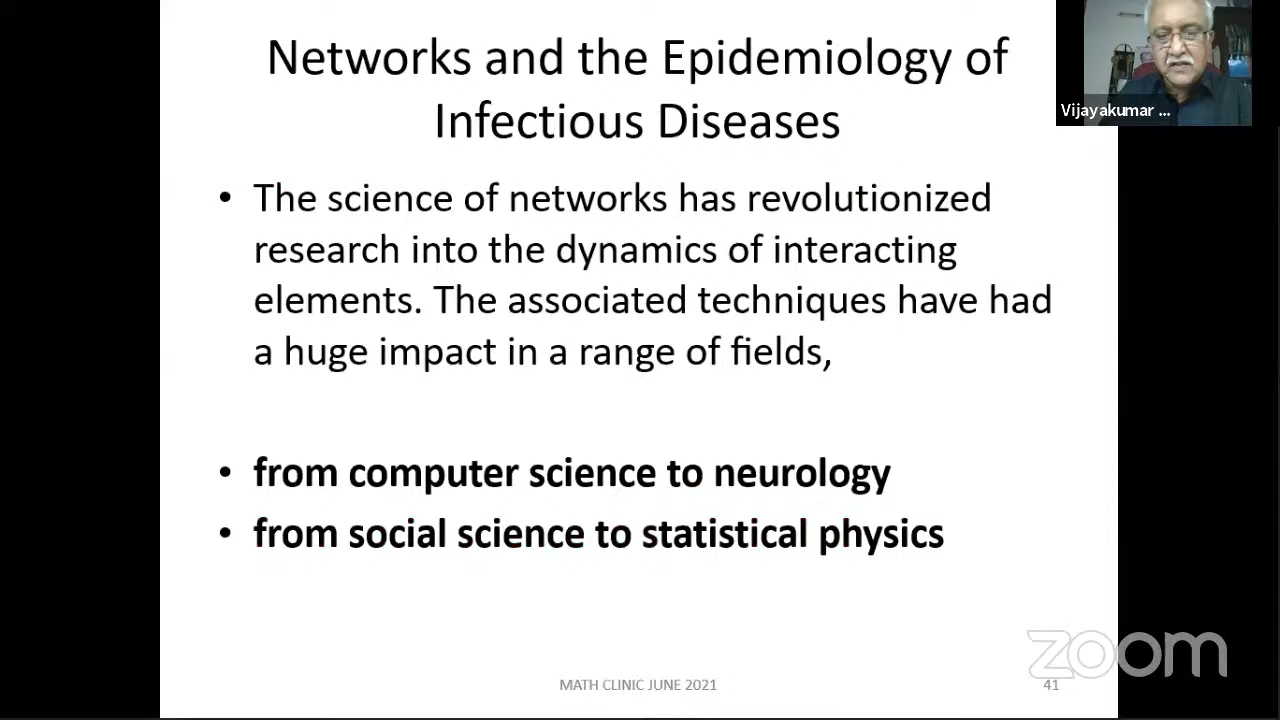 Networks and the Epidemiology of
Infectious Diseases
Vijayakumar ...
• The science of networks has revolutionized
research into the dynamics of interacting
elements. The associated techniques have had
a huge impact in a range of fields,
• from computer science to neurology
• from social science to statistical physics
zoom
MATH CLINIC JUNE 2021
41